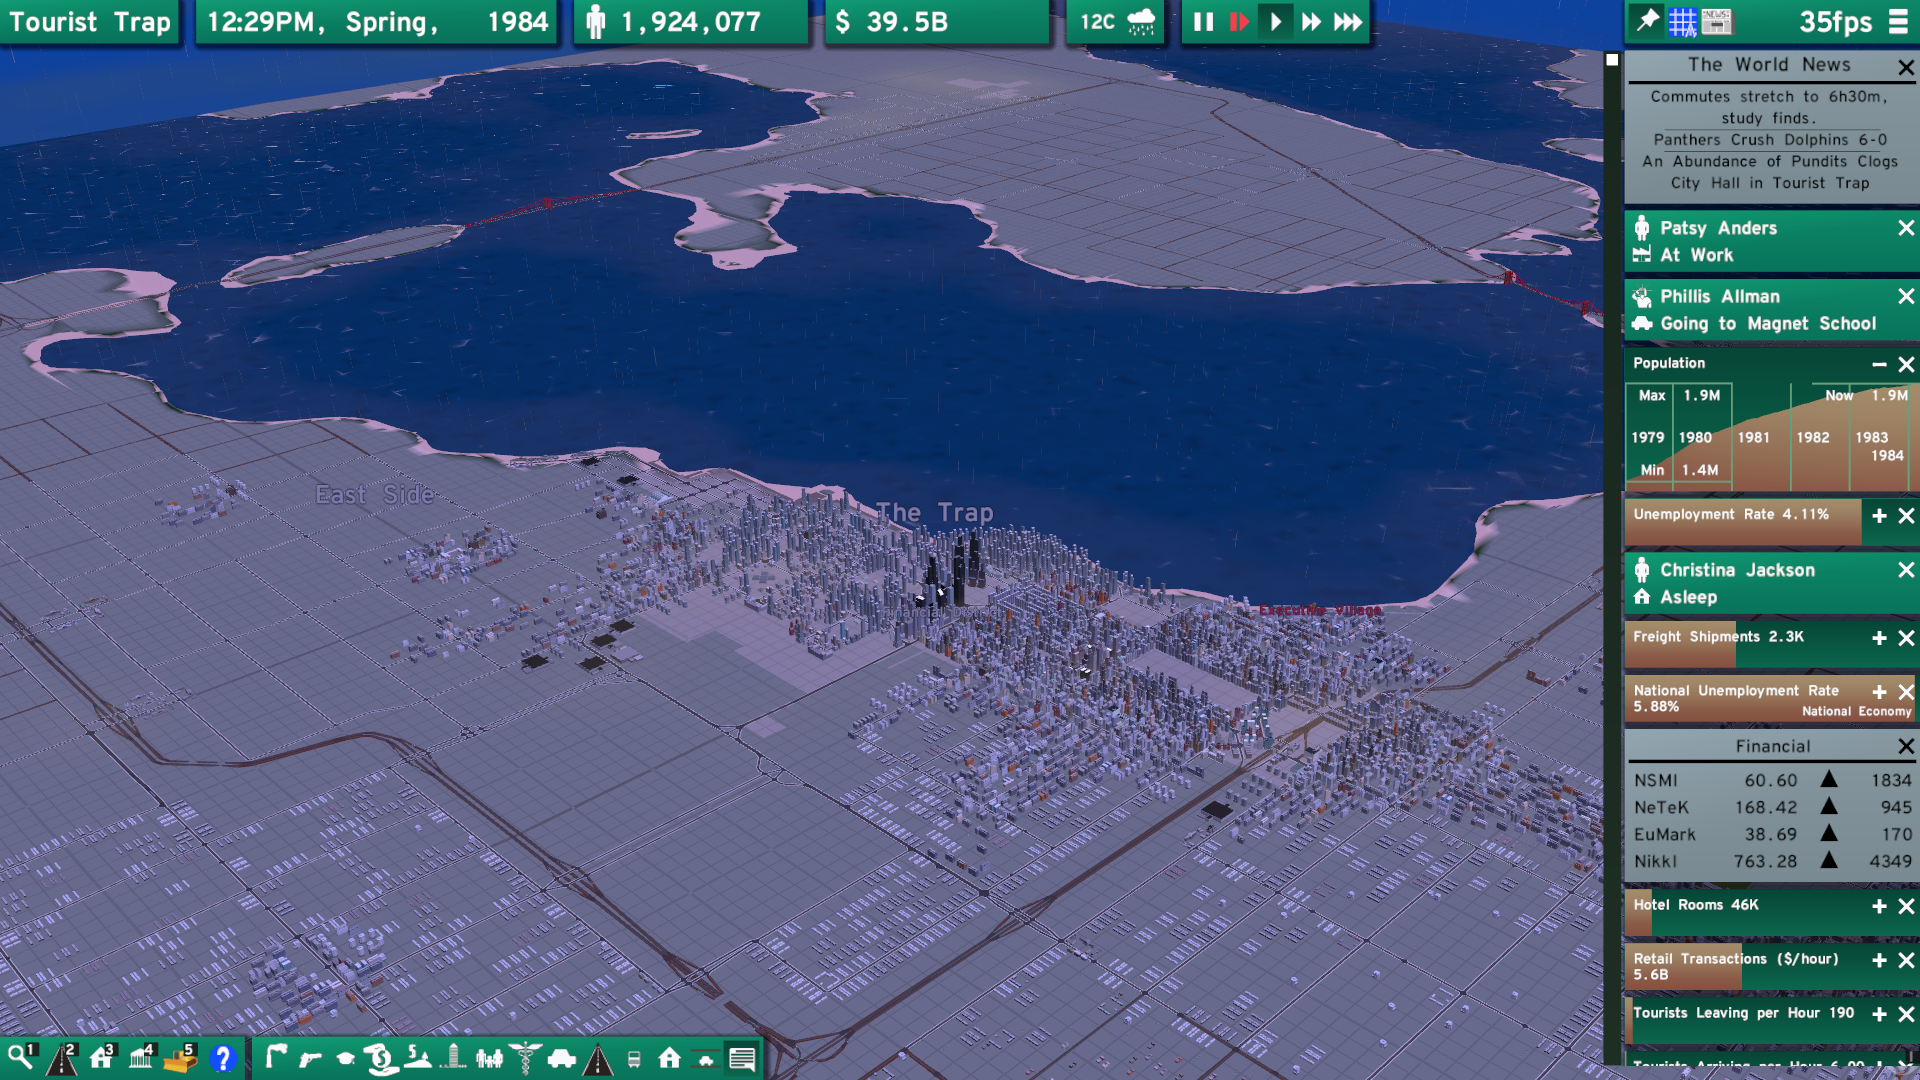 Tourist Trap
12:29PM, Spring, 1984
1,924,077
$ 39.5B
12C
35fps
The World News
Commutes stretch to 6h30m,
study finds.
Panthers Crush Dolphins 6-0
An Abundance of Pundits Clogs
City Hall in Tourist Trap
Patsy Anders
At Work
Phillis Allman
Going to Magnet School
Population
Max 1.9M
Now 1.9M
1979 1980 1981 1982 1983
1984
Min 1.4M
Unemployment Rate 4.11%
Christina Jackson
Asleep
Freight Shipments 2.3K
National Unemployment Rate
5.88%
National Economy
Financial
NSMI 60.60 ▲ 1834
NeTeK 168.42 ▲ 945
EuMark 38.69 ▲ 170
NikkI 763.28 ▲ 4349
Hotel Rooms 46K
Retail Transactions ($/hour)
5.6B
Tourists Leaving per Hour 190
Tourists Arriving per Hour
East Side
The Trap
Executive Village
1 2 3 4 5 ?